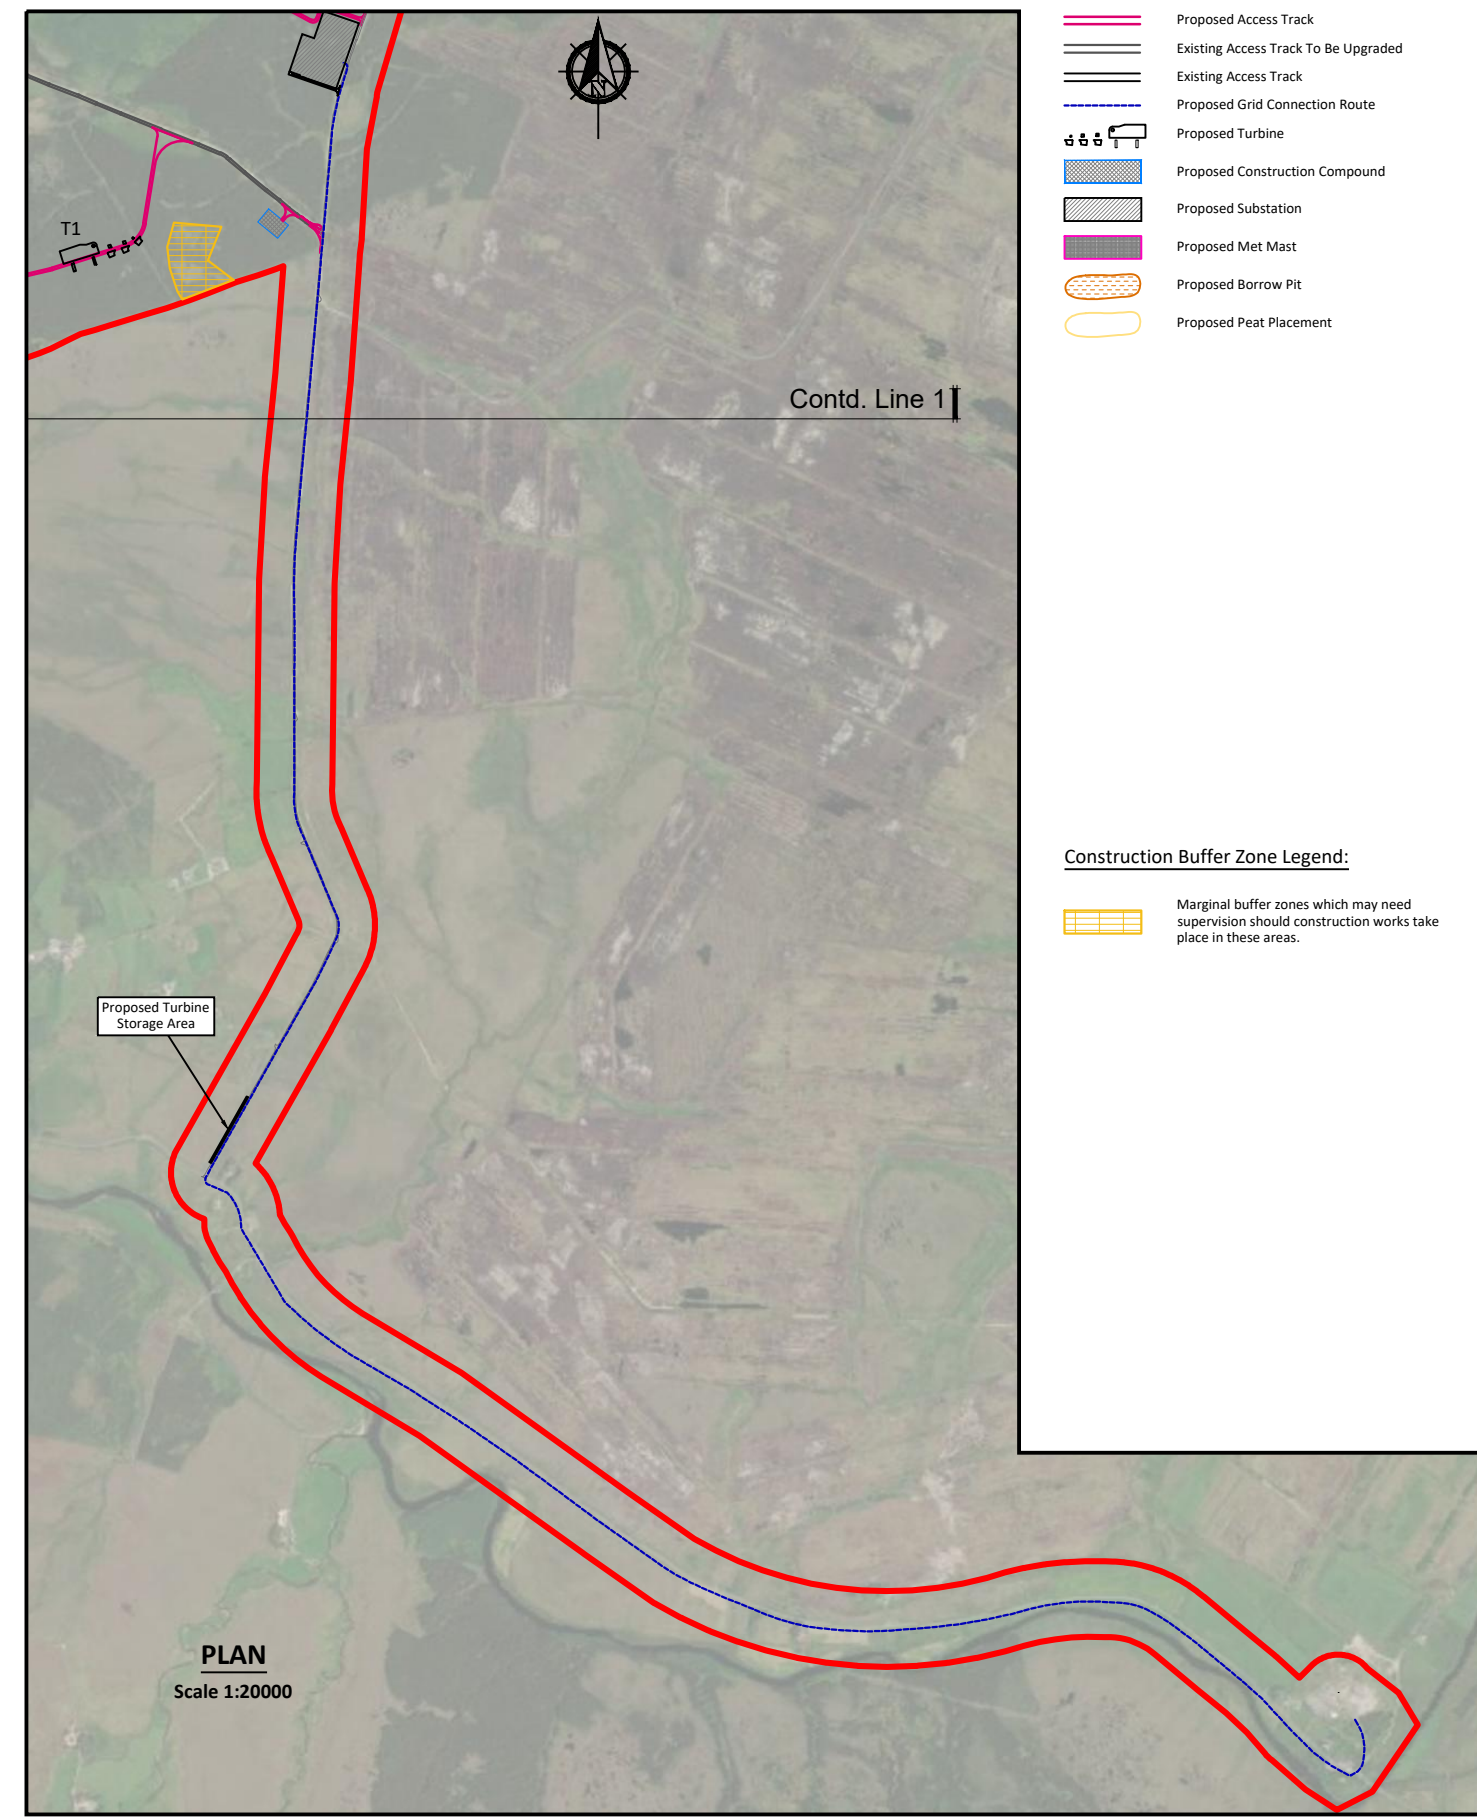 Proposed Access Track
Existing Access Track To Be Upgraded
Existing Access Track
Proposed Grid Connection Route
Proposed Turbine
Proposed Construction Compound
Proposed Substation
Proposed Met Mast
Proposed Borrow Pit
Proposed Peat Placement
N
T1
Contd. Line 1
Construction Buffer Zone Legend:
Marginal buffer zones which may need
supervision should construction works take
place in these areas.
Proposed Turbine
Storage Area
PLAN
Scale 1:20000